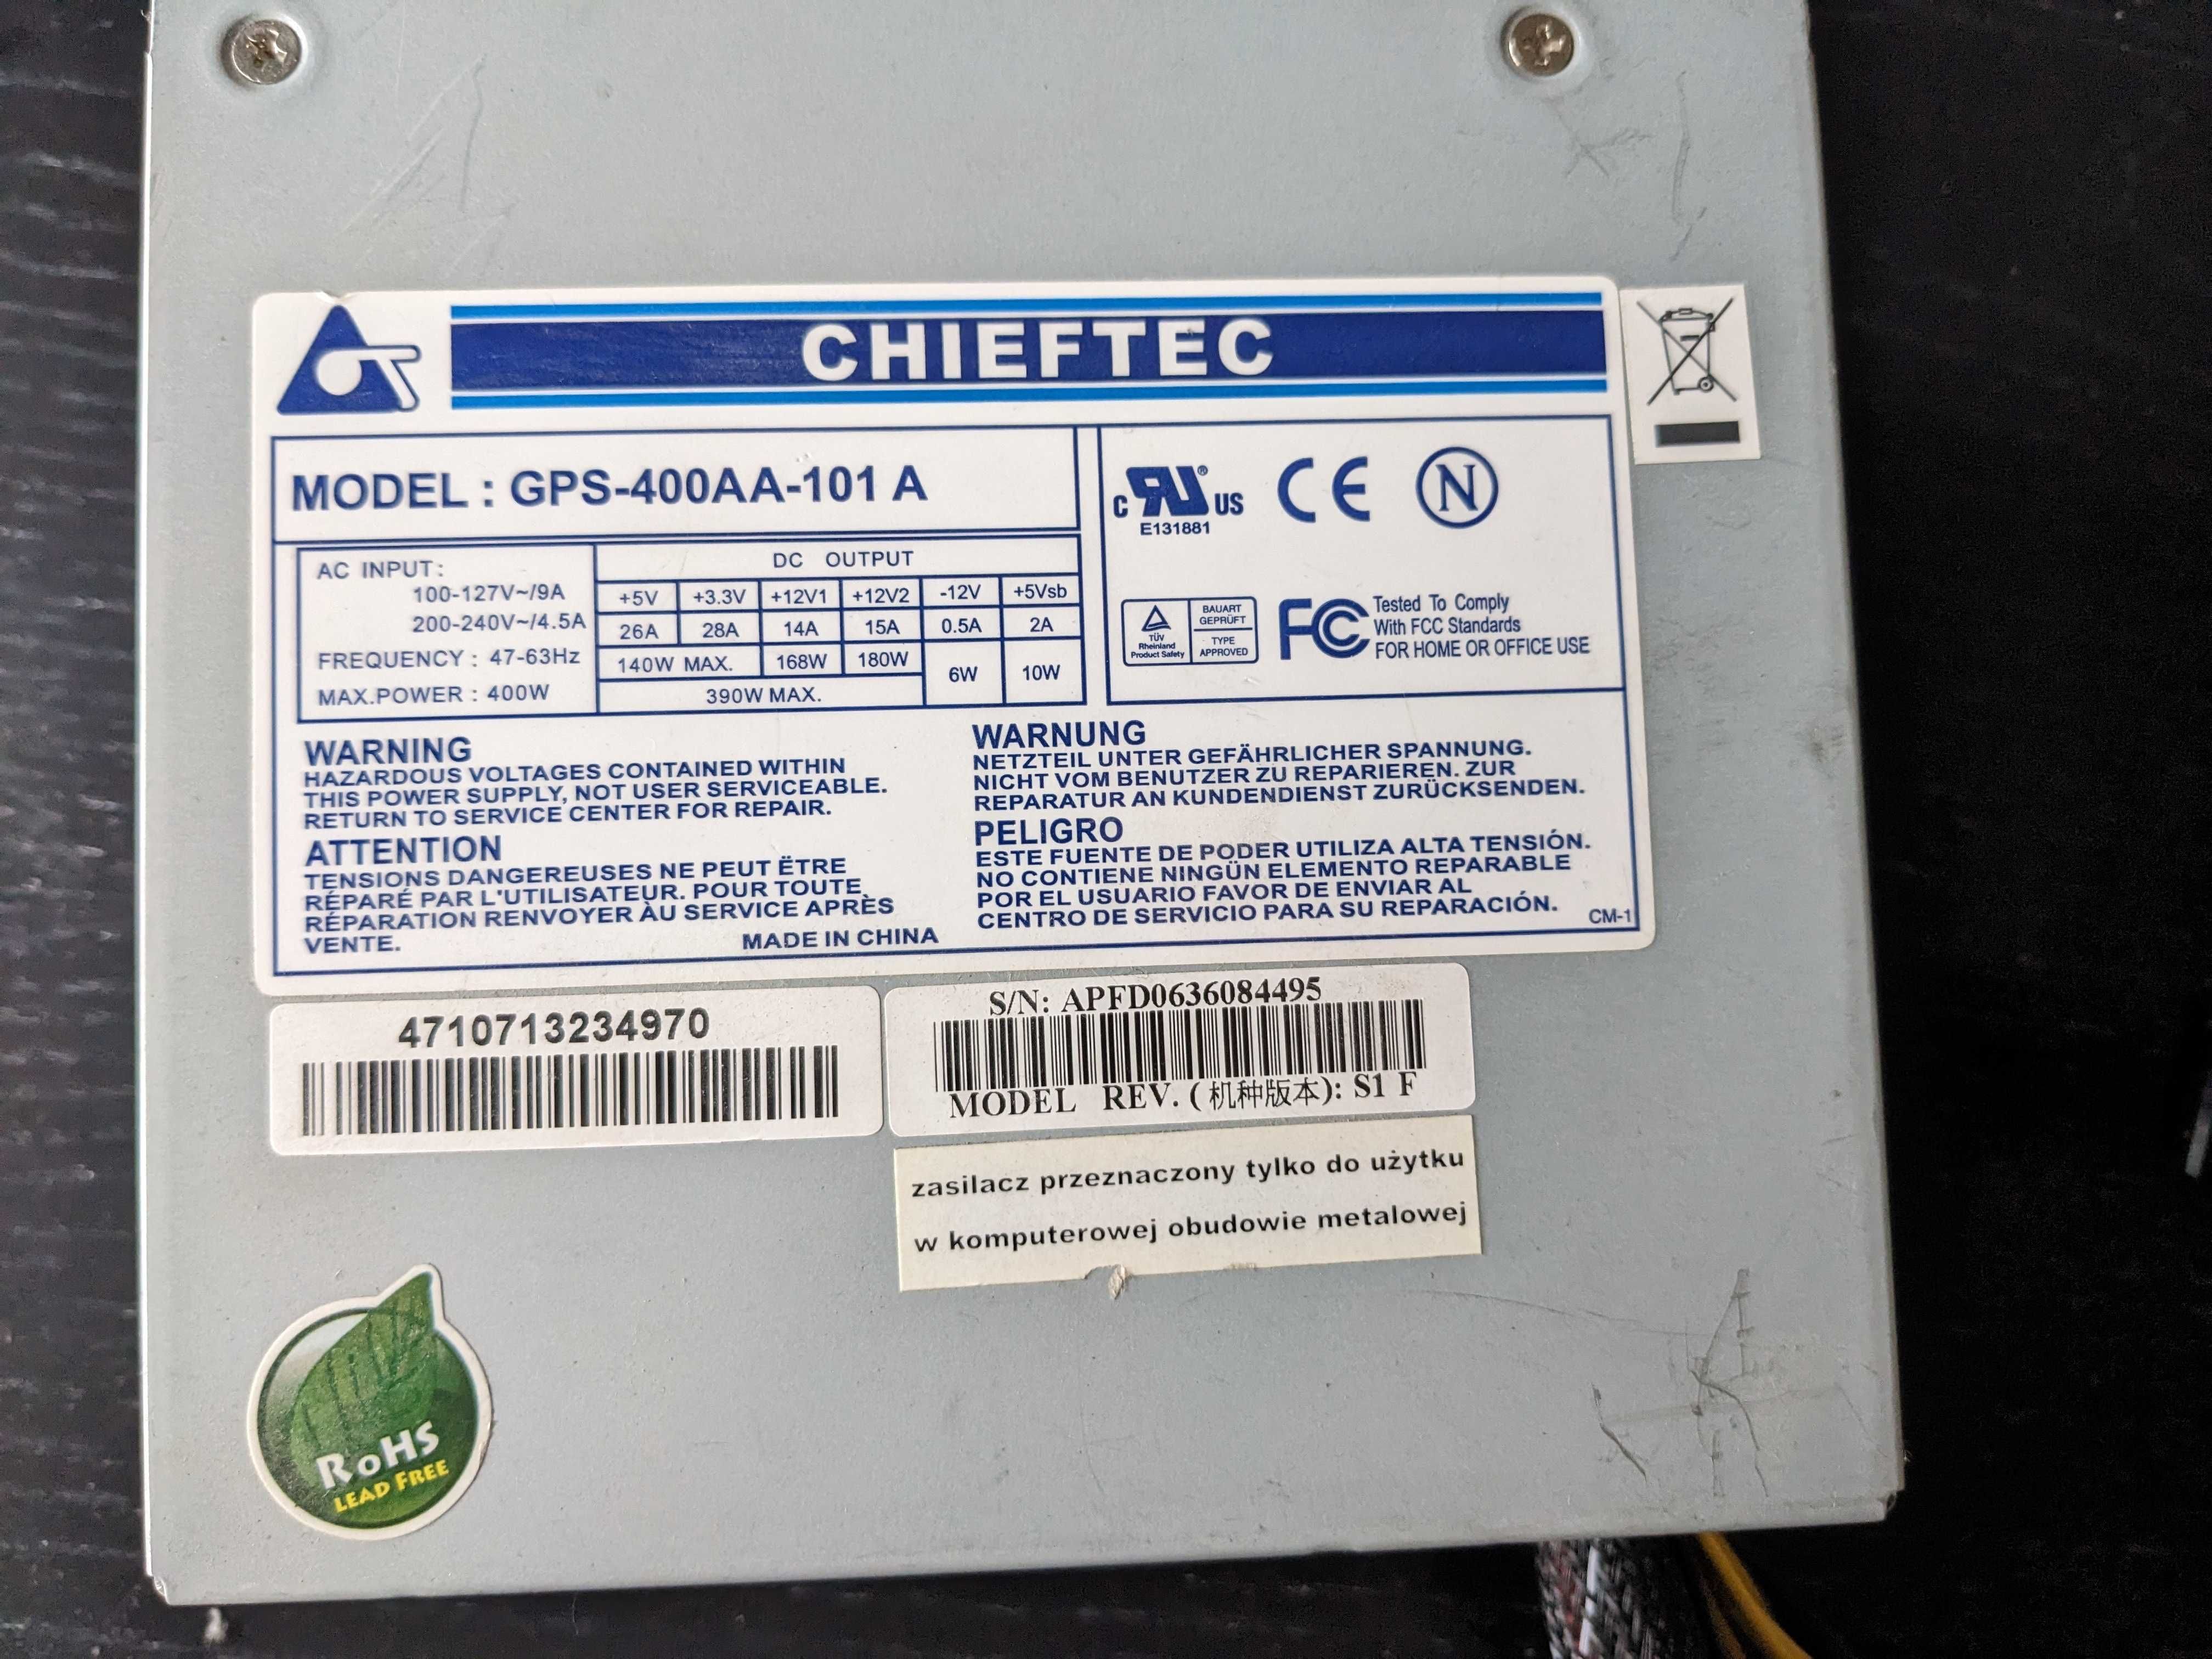 CHIEFTEC
MODEL : GPS-400AA-101 A
AC INPUT:
100-127V~/9A
200-240V~/4.5A
FREQUENCY : 47-63Hz
MAX.POWER : 400W
DC OUTPUT
+5V +3.3V +12V1 +12V2 -12V +5Vsb
26A 28A 14A 15A 0.5A 2A
140W MAX. 168W 180W 6W 10W
390W MAX.
c RU ® US
E131881
CE
N
TÜV
Rheinland
Product Safety
BAUART
GEPRÜFT
TYPE
APPROVED
FC
Tested To Comply
With FCC Standards
FOR HOME OR OFFICE USE
WARNING
HAZARDOUS VOLTAGES CONTAINED WITHIN
THIS POWER SUPPLY, NOT USER SERVICEABLE.
RETURN TO SERVICE CENTER FOR REPAIR.
ATTENTION
TENSIONS DANGEREUSES NE PEUT ËTRE
RÉPARÉ PAR L'UTILISATEUR. POUR TOUTE
RÉPARATION RENVOYER ÀU SERVICE APRÈS
VENTE.
MADE IN CHINA
WARNUNG
NETZTEIL UNTER GEFÄHRLICHER SPANNUNG.
NICHT VOM BENUTZER ZU REPARIEREN. ZUR
REPARATUR AN KUNDENDIENST ZURÜCKSENDEN.
PELIGRO
ESTE FUENTE DE PODER UTILIZA ALTA TENSIÓN.
NO CONTIENE NINGÜN ELEMENTO REPARABLE
POR EL USUARIO FAVOR DE ENVIAR AL
CENTRO DE SERVICIO PARA SU REPARACIÓN.
CM-1
4710713234970
S/N: APFD0636084495
MODEL REV. (机种版本): S1 F
zasilacz przeznaczony tylko do użytku
w komputerowej obudowie metalowej
RoHS
LEAD FREE